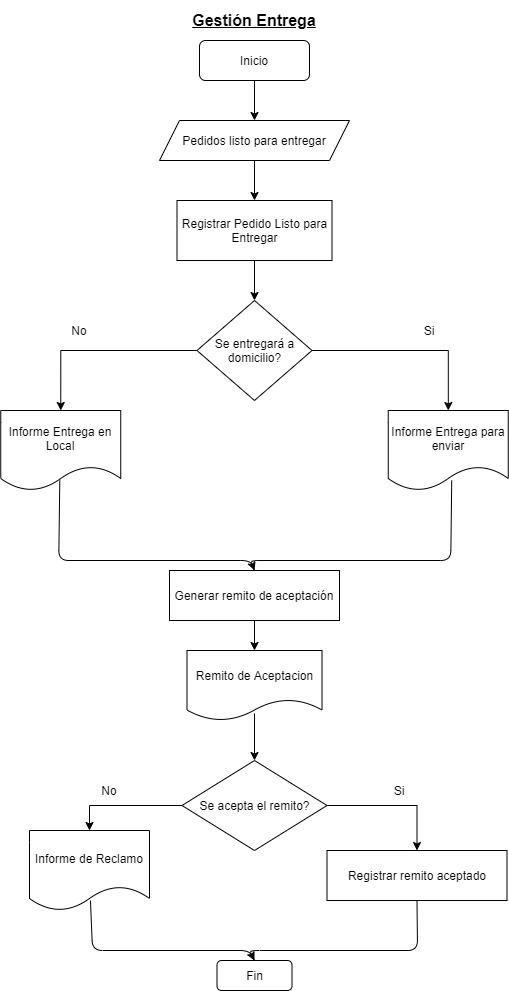 Gestión Entrega
Inicio
Pedidos listo para entregar
Registrar Pedido Listo para
Entregar
Se entregará a
domicilio?
No
Si
Informe Entrega en
Local
Informe Entrega para
enviar
Generar remito de aceptación
Remito de Aceptacion
Se acepta el remito?
No
Si
Informe de Reclamo
Registrar remito aceptado
Fin